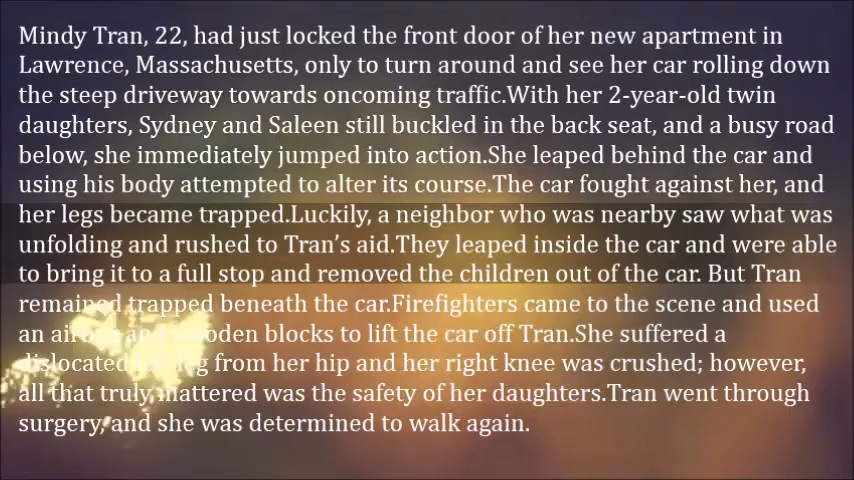 Mindy Tran, 22, had just locked the front door of her new apartment in
Lawrence, Massachusetts, only to turn around and see her car rolling down
the steep driveway towards oncoming traffic.With her 2-year-old twin
daughters, Sydney and Saleen still buckled in the back seat, and a busy road
below, she immediately jumped into action.She leaped behind the car and
using his body attempted to alter its course.The car fought against her, and
her legs became trapped.Luckily, a neighbor who was nearby saw what was
unfolding and rushed to Tran’s aid.They leaped inside the car and were able
to bring it to a full stop and removed the children out of the car. But Tran
remained trapped beneath the car.Firefighters came to the scene and used
an airbag and wooden blocks to lift the car off Tran.She suffered a
dislocated leg from her hip and her right knee was crushed; however,
all that truly mattered was the safety of her daughters.Tran went through
surgery, and she was determined to walk again.